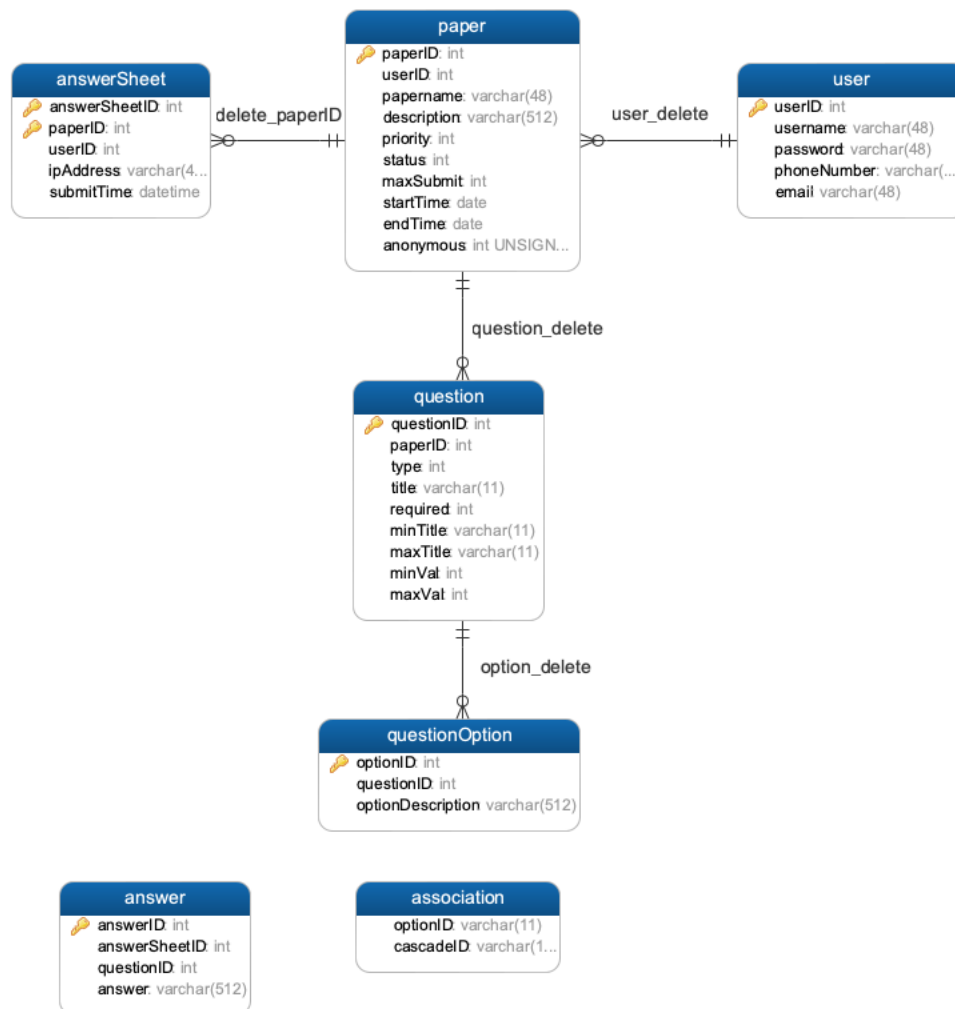 paper
paperID: int
userID: int
papername: varchar(48)
description: varchar(512)
priority: int
status: int
maxSubmit: int
startTime: date
endTime: date
anonymous: int UNSIGN...
answerSheet
answerSheetID: int
paperID: int
userID: int
ipAddress: varchar(4...
submitTime: datetime
delete_paperID
user_delete
user
userID: int
username: varchar(48)
password: varchar(48)
phoneNumber: varchar(...
email: varchar(48)
question_delete
question
questionID: int
paperID: int
type: int
title: varchar(11)
required: int
minTitle: varchar(11)
maxTitle: varchar(11)
minVal: int
maxVal: int
option_delete
questionOption
optionID: int
questionID: int
optionDescription: varchar(512)
answer
answerID: int
answerSheetID: int
questionID: int
answer: varchar(512)
association
optionID: varchar(11)
cascadeID: varchar(1...